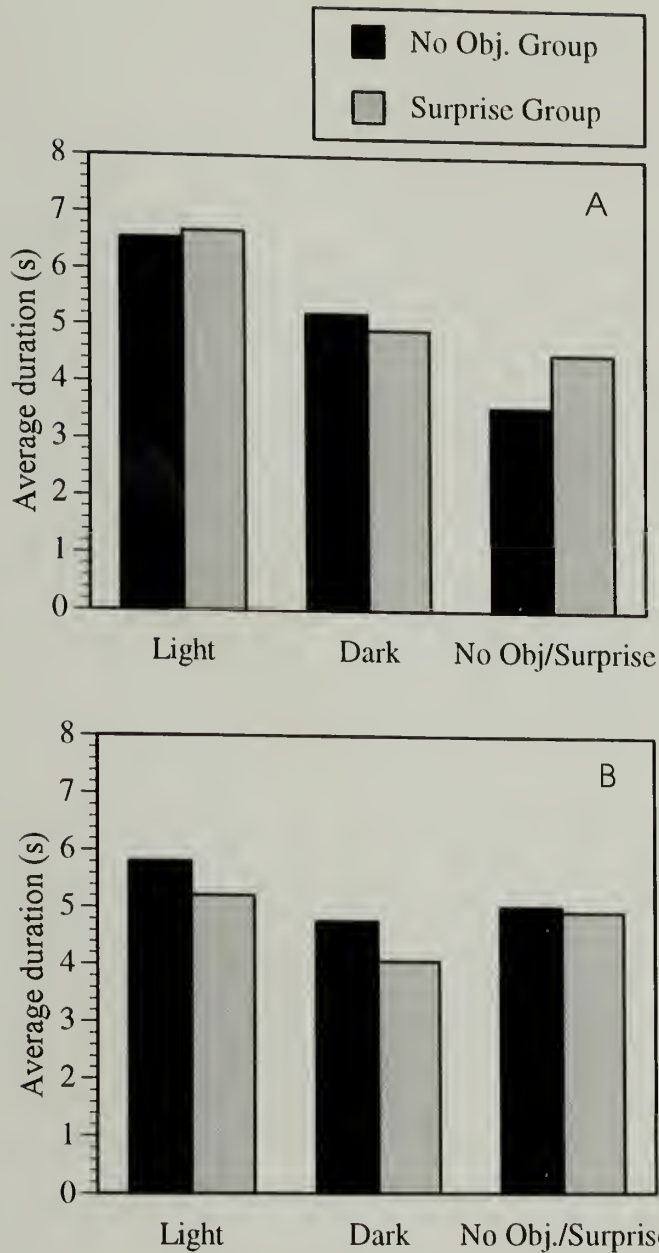 No Obj. Group
Surprise Group
A
8
7
6
5
4
3
2
1
0
Average duration (s)
Light Dark No Obj/Surprise
B
8
7
6
5
4
3
2
1
0
Average duration (s)
Light Dark No Obj./Surprise